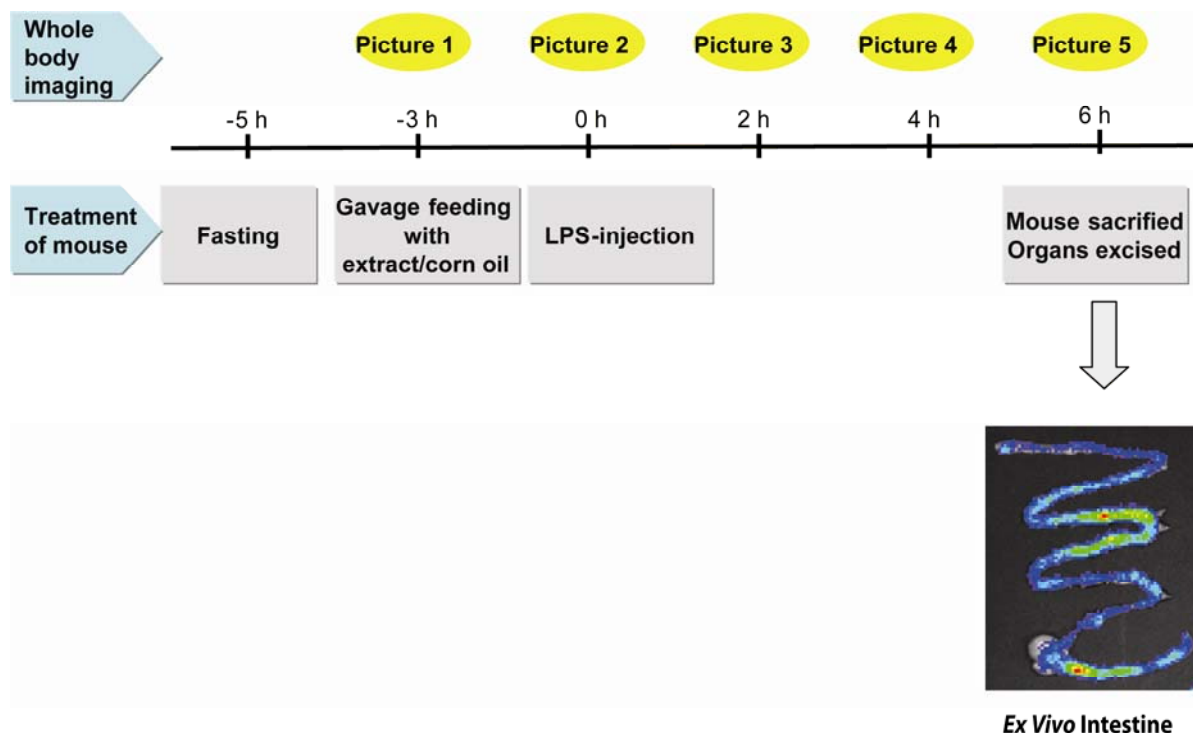 Whole
body
imaging
Picture 1
Picture 2
Picture 3
Picture 4
Picture 5
-5 h
-3 h
0 h
2 h
4 h
6 h
Treatment
of mouse
Fasting
Gavage feeding
with
extract/corn oil
LPS-injection
Mouse sacrified
Organs excised
Ex Vivo Intestine